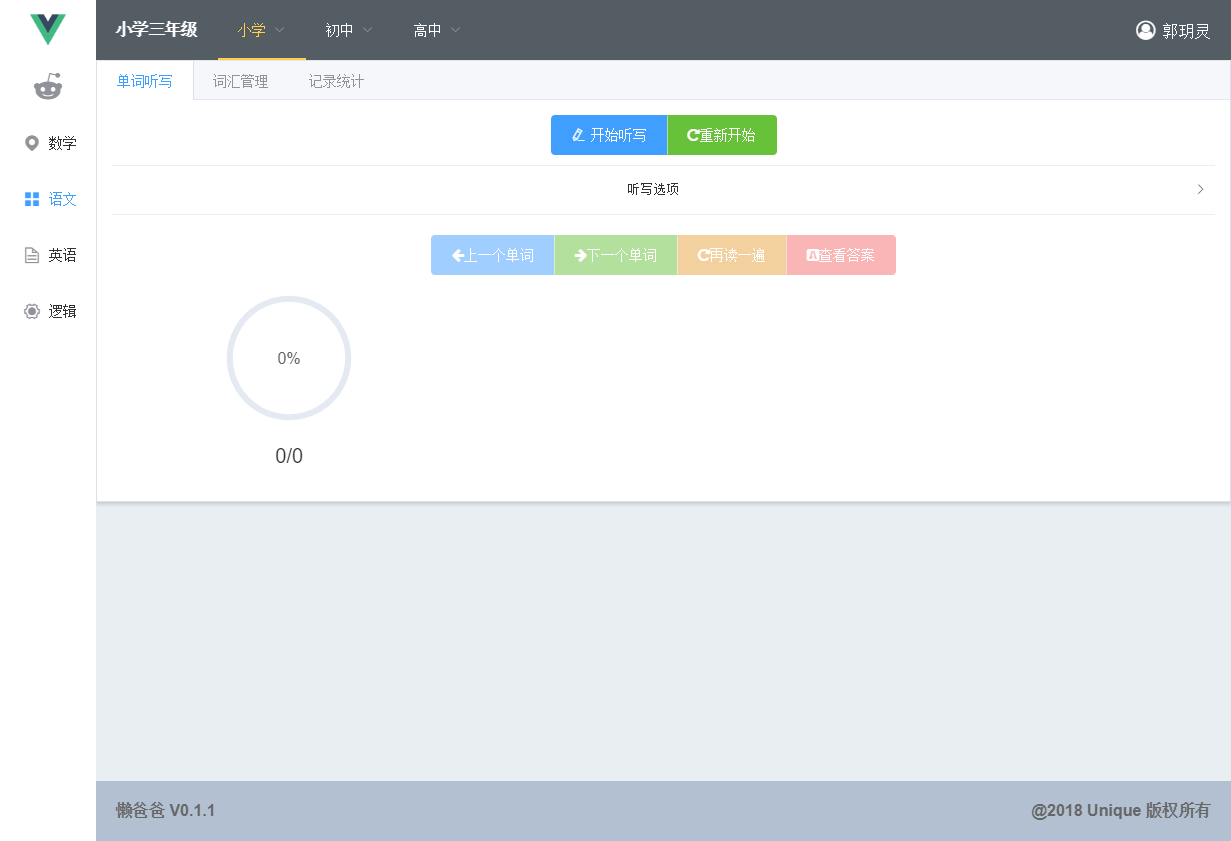 小学三年级 小学 初中 高中 郭玥灵
单词听写 词汇管理 记录统计
数学
语文
英语
逻辑
开始听写 重新开始
听写选项
上一个单词 下一个单词 再读一遍 查看答案
0%
0/0
懒爸爸 V0.1.1 @2018 Unique 版权所有